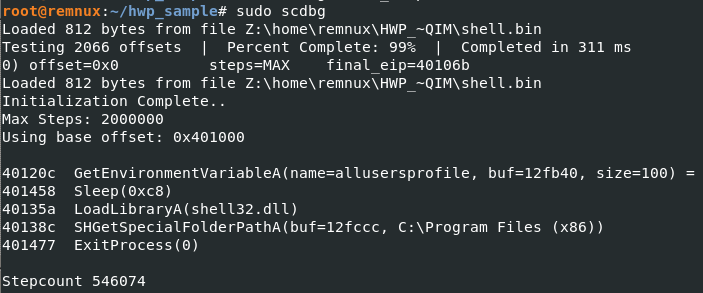 root@remnux:~/hwp_sample# sudo scdbg
Loaded 812 bytes from file Z:\home\remnux\HWP_~QIM\shell.bin
Testing 2066 offsets  |  Percent Complete: 99%  |  Completed in 311 ms
0) offset=0x0          steps=MAX    final_eip=40106b
Loaded 812 bytes from file Z:\home\remnux\HWP_~QIM\shell.bin
Initialization Complete..
Max Steps: 2000000
Using base offset: 0x401000
40120c  GetEnvironmentVariableA(name=allusersprofile, buf=12fb40, size=100) =
401458  Sleep(0xc8)
40135a  LoadLibraryA(shell32.dll)
40138c  SHGetSpecialFolderPathA(buf=12fccc, C:\Program Files (x86))
401477  ExitProcess(0)
Stepcount 546074